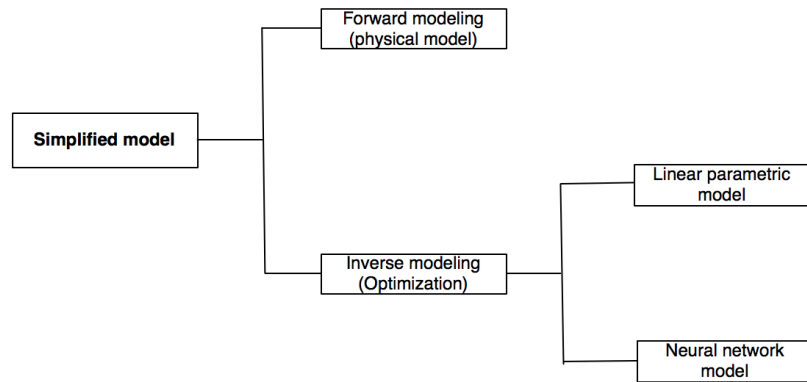 Forward modeling
(physical model)
Simplified model
Linear parametric
model
Inverse modeling
(Optimization)
Neural network
model